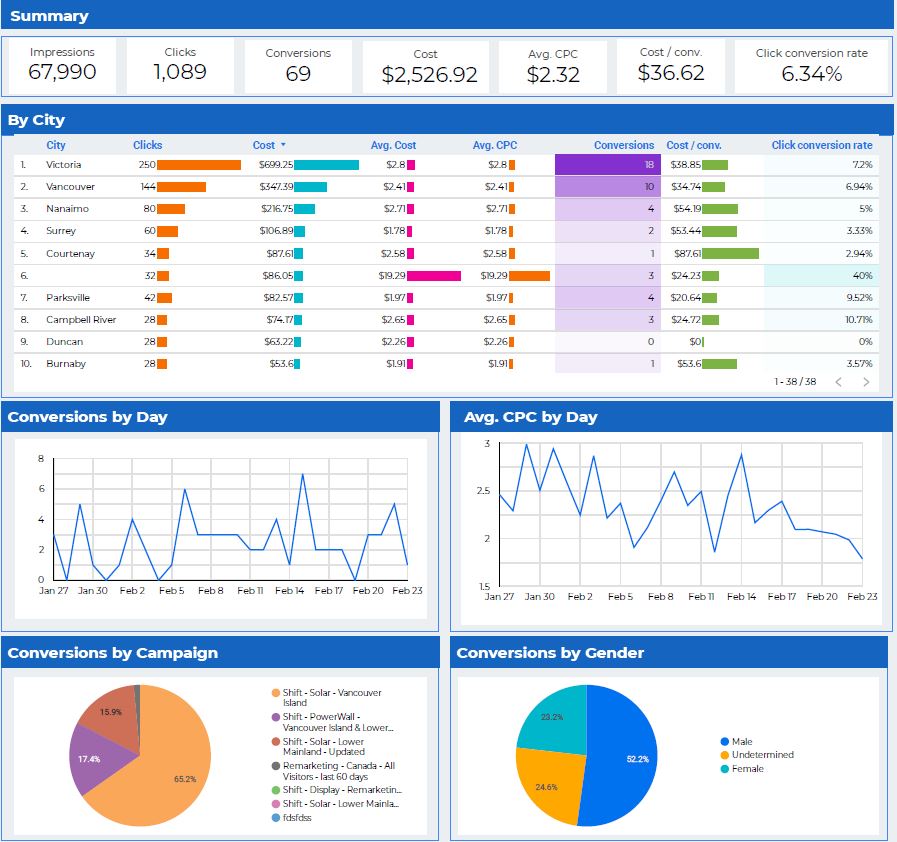 Summary
Impressions Clicks Conversions Cost Avg. CPC Cost / conv. Click conversion rate
67,990 1,089 69 $2,526.92 $2.32 $36.62 6.34%
By City
City Clicks Cost Avg. Cost Avg. CPC Conversions Cost / conv. Click conversion rate
1. Victoria 250 $699.25 $2.8 $2.8 18 $38.85 7.2%
2. Vancouver 144 $347.39 $2.41 $2.41 10 $34.74 6.94%
3. Nanaimo 80 $216.75 $2.71 $2.71 4 $54.19 5%
4. Surrey 60 $106.89 $1.78 $1.78 2 $53.44 3.33%
5. Courtenay 34 $87.61 $2.58 $2.58 1 $87.61 2.94%
6. 32 $86.05 $19.29 $19.29 3 $24.23 40%
7. Parksville 42 $82.57 $1.97 $1.97 4 $20.64 9.52%
8. Campbell River 28 $74.17 $2.65 $2.65 3 $24.72 10.71%
9. Duncan 28 $63.22 $2.26 $2.26 0 $0 0%
10. Burnaby 28 $53.6 $1.91 $1.91 1 $53.6 3.57%
1 - 38 / 38
Conversions by Day
8
6
4
2
0
Jan 27 Jan 30 Feb 2 Feb 5 Feb 8 Feb 11 Feb 14 Feb 17 Feb 20 Feb 23
Avg. CPC by Day
3
2.5
2
1.5
Jan 27 Jan 30 Feb 2 Feb 5 Feb 8 Feb 11 Feb 14 Feb 17 Feb 20 Feb 23
Conversions by Campaign
15.9%
17.4%
65.2%
Shift - Solar - Vancouver
Island
Shift - PowerWall -
Vancouver Island & Lower...
Shift - Solar - Lower
Mainland - Updated
Remarketing - Canada - All
Visitors - last 60 days
Shift - Display - Remarketin...
Shift - Solar - Lower Mainla...
fdsfdss
Conversions by Gender
23.2%
52.2%
24.6%
Male
Undetermined
Female